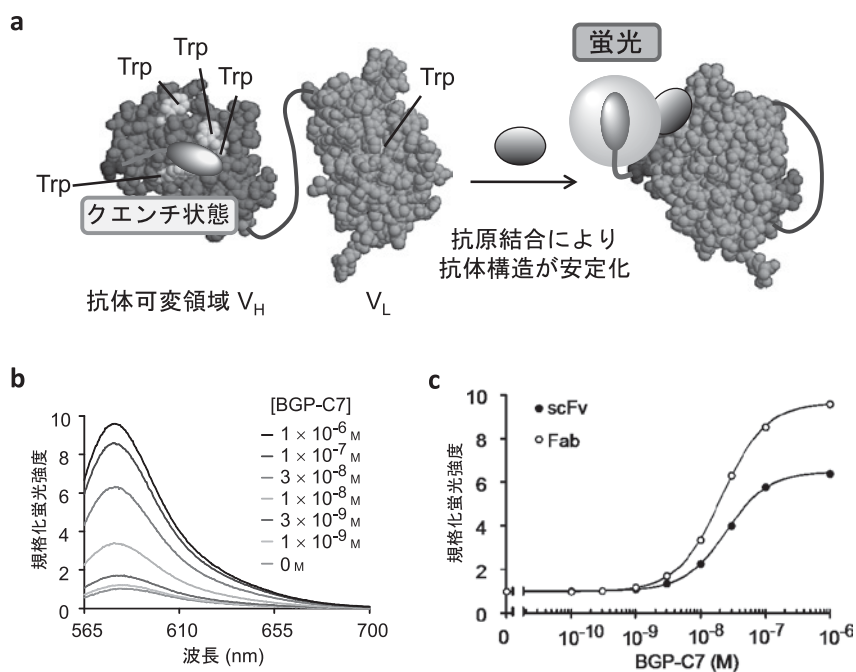 a
Trp
Trp
Trp
Trp
Trp
クエンチ状態
抗体可変領域 VH
VL
抗原結合により
抗体構造が安定化
蛍光
b
規格化蛍光強度
10
8
6
4
2
0
565
610
655
700
波長 (nm)
[BGP-C7]
1 × 10-6 M
1 × 10-7 M
3 × 10-8 M
1 × 10-8 M
3 × 10-9 M
1 × 10-9 M
0 M
c
規格化蛍光強度
10
8
6
4
2
0
scFv
Fab
0
10-10
10-9
10-8
10-7
10-6
BGP-C7 (M)